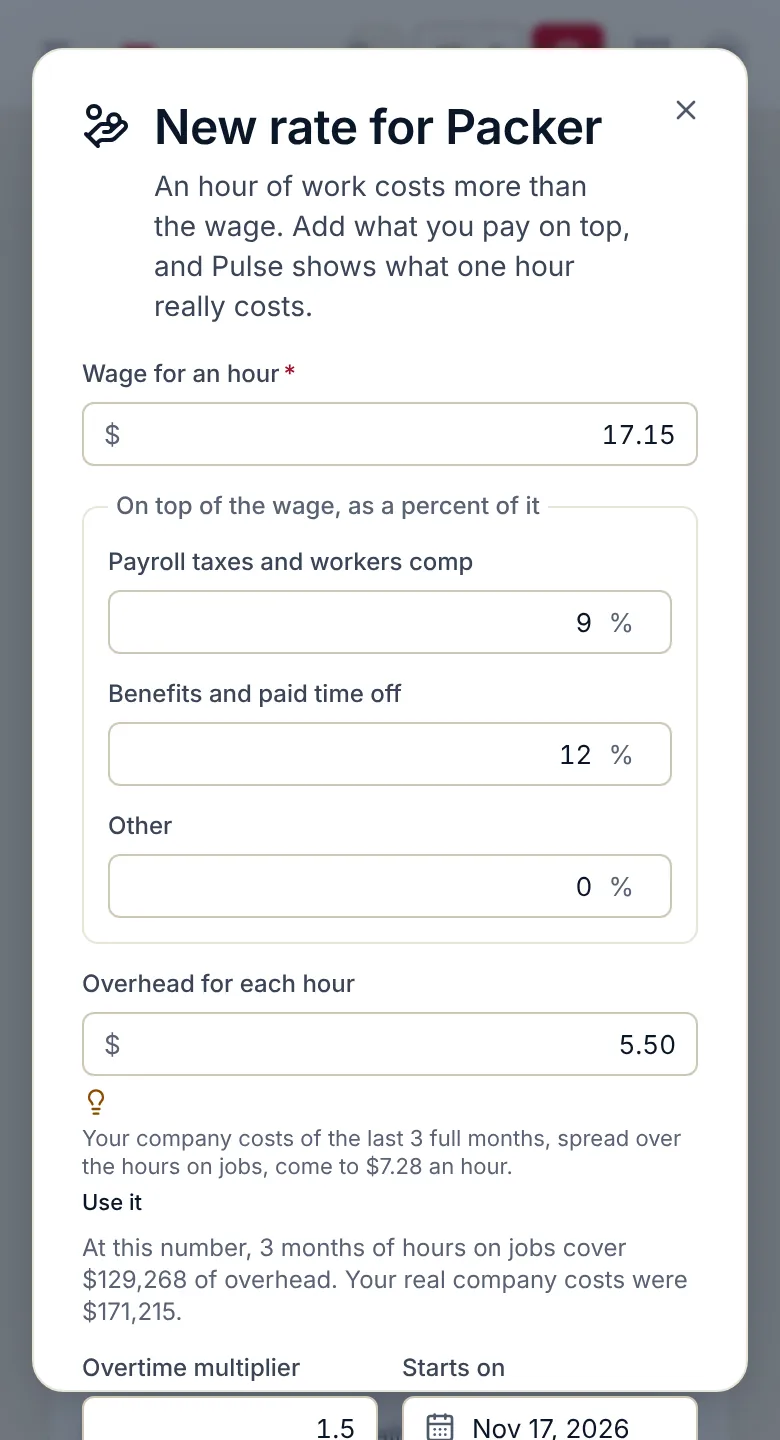 New rate for Packer
An hour of work costs more than
the wage. Add what you pay on top,
and Pulse shows what one hour
really costs.
Wage for an hour *
$ 17.15
On top of the wage, as a percent of it
Payroll taxes and workers comp
9 %
Benefits and paid time off
12 %
Other
0 %
Overhead for each hour
$ 5.50
Your company costs of the last 3 full months, spread over
the hours on jobs, come to $7.28 an hour.
Use it
At this number, 3 months of hours on jobs cover
$129,268 of overhead. Your real company costs were
$171,215.
Overtime multiplier Starts on
1.5 Nov 17, 2026